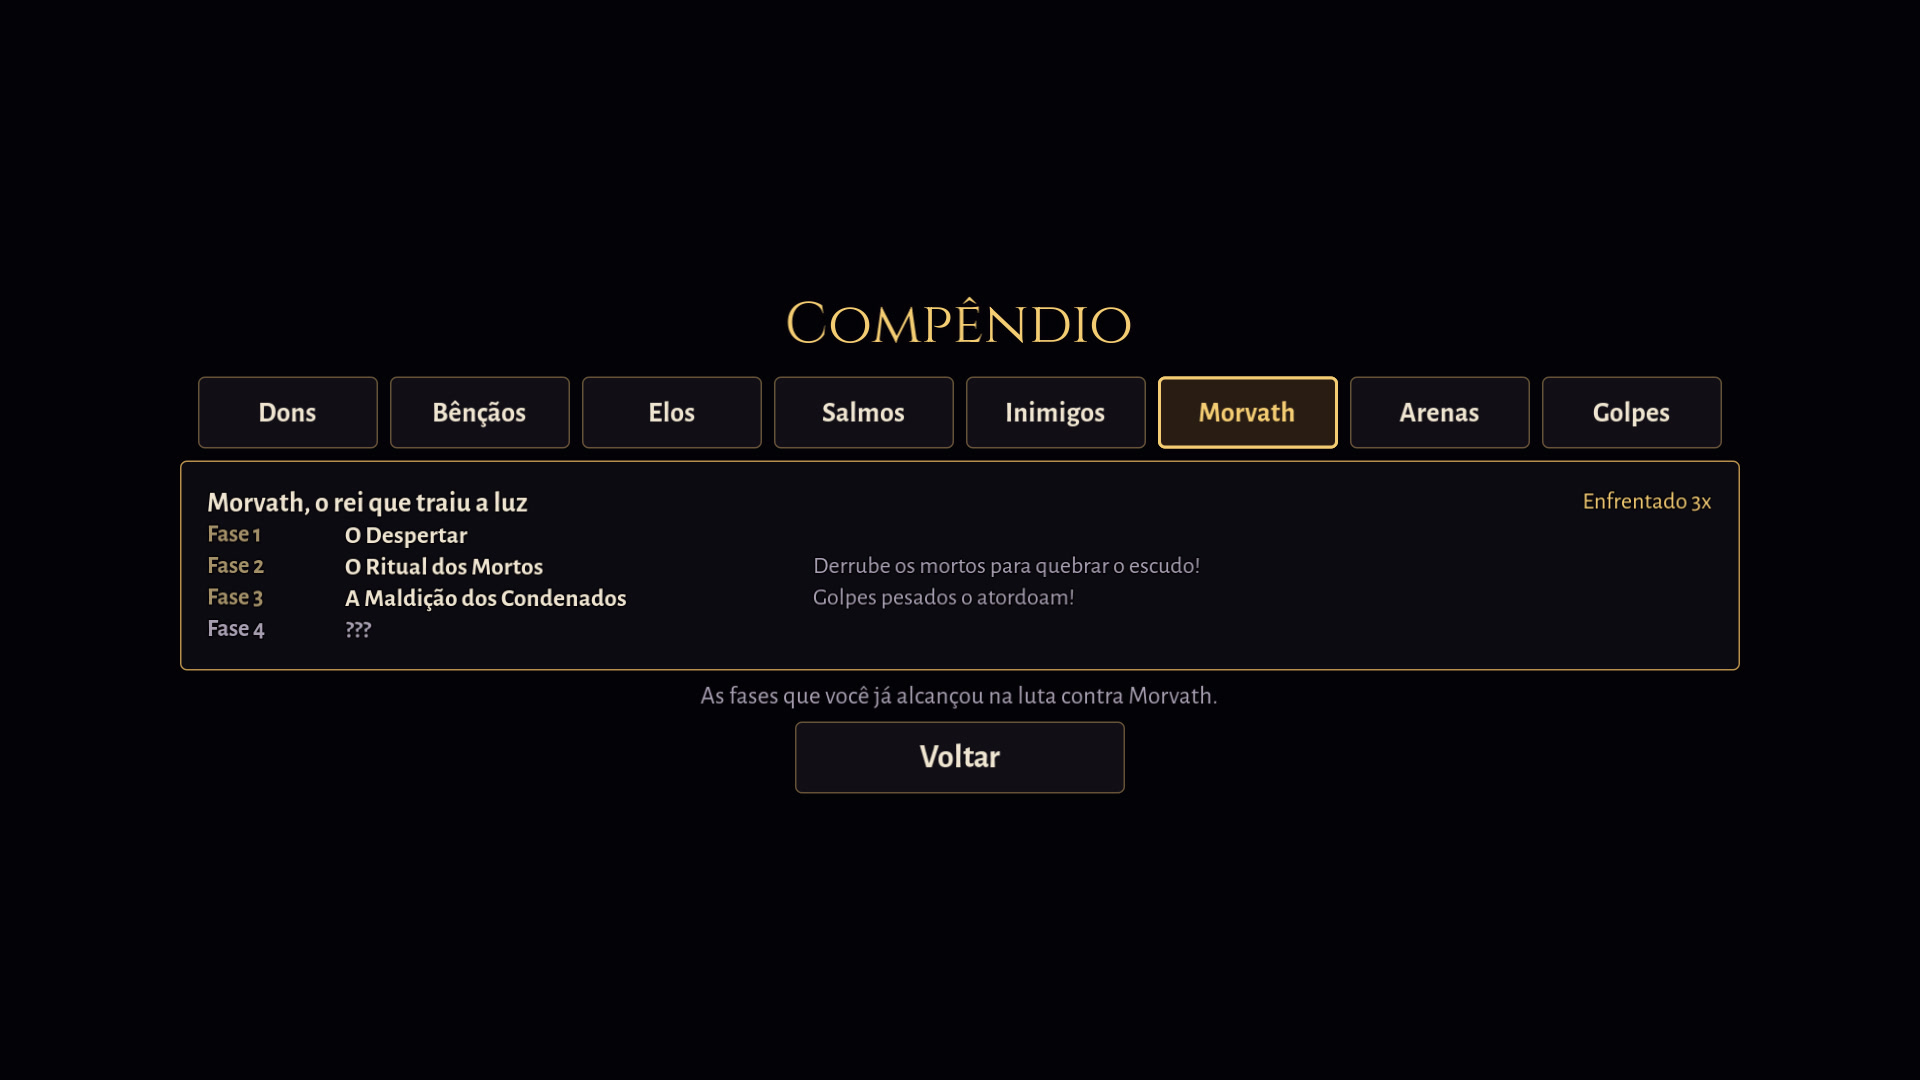 Compêndio
Dons Bênçãos Elos Salmos Inimigos Morvath Arenas Golpes
Morvath, o rei que traiu a luz Enfrentado 3x
Fase 1 O Despertar
Fase 2 O Ritual dos Mortos Derrube os mortos para quebrar o escudo!
Fase 3 A Maldição dos Condenados Golpes pesados o atordoam!
Fase 4 ???
As fases que você já alcançou na luta contra Morvath.
Voltar